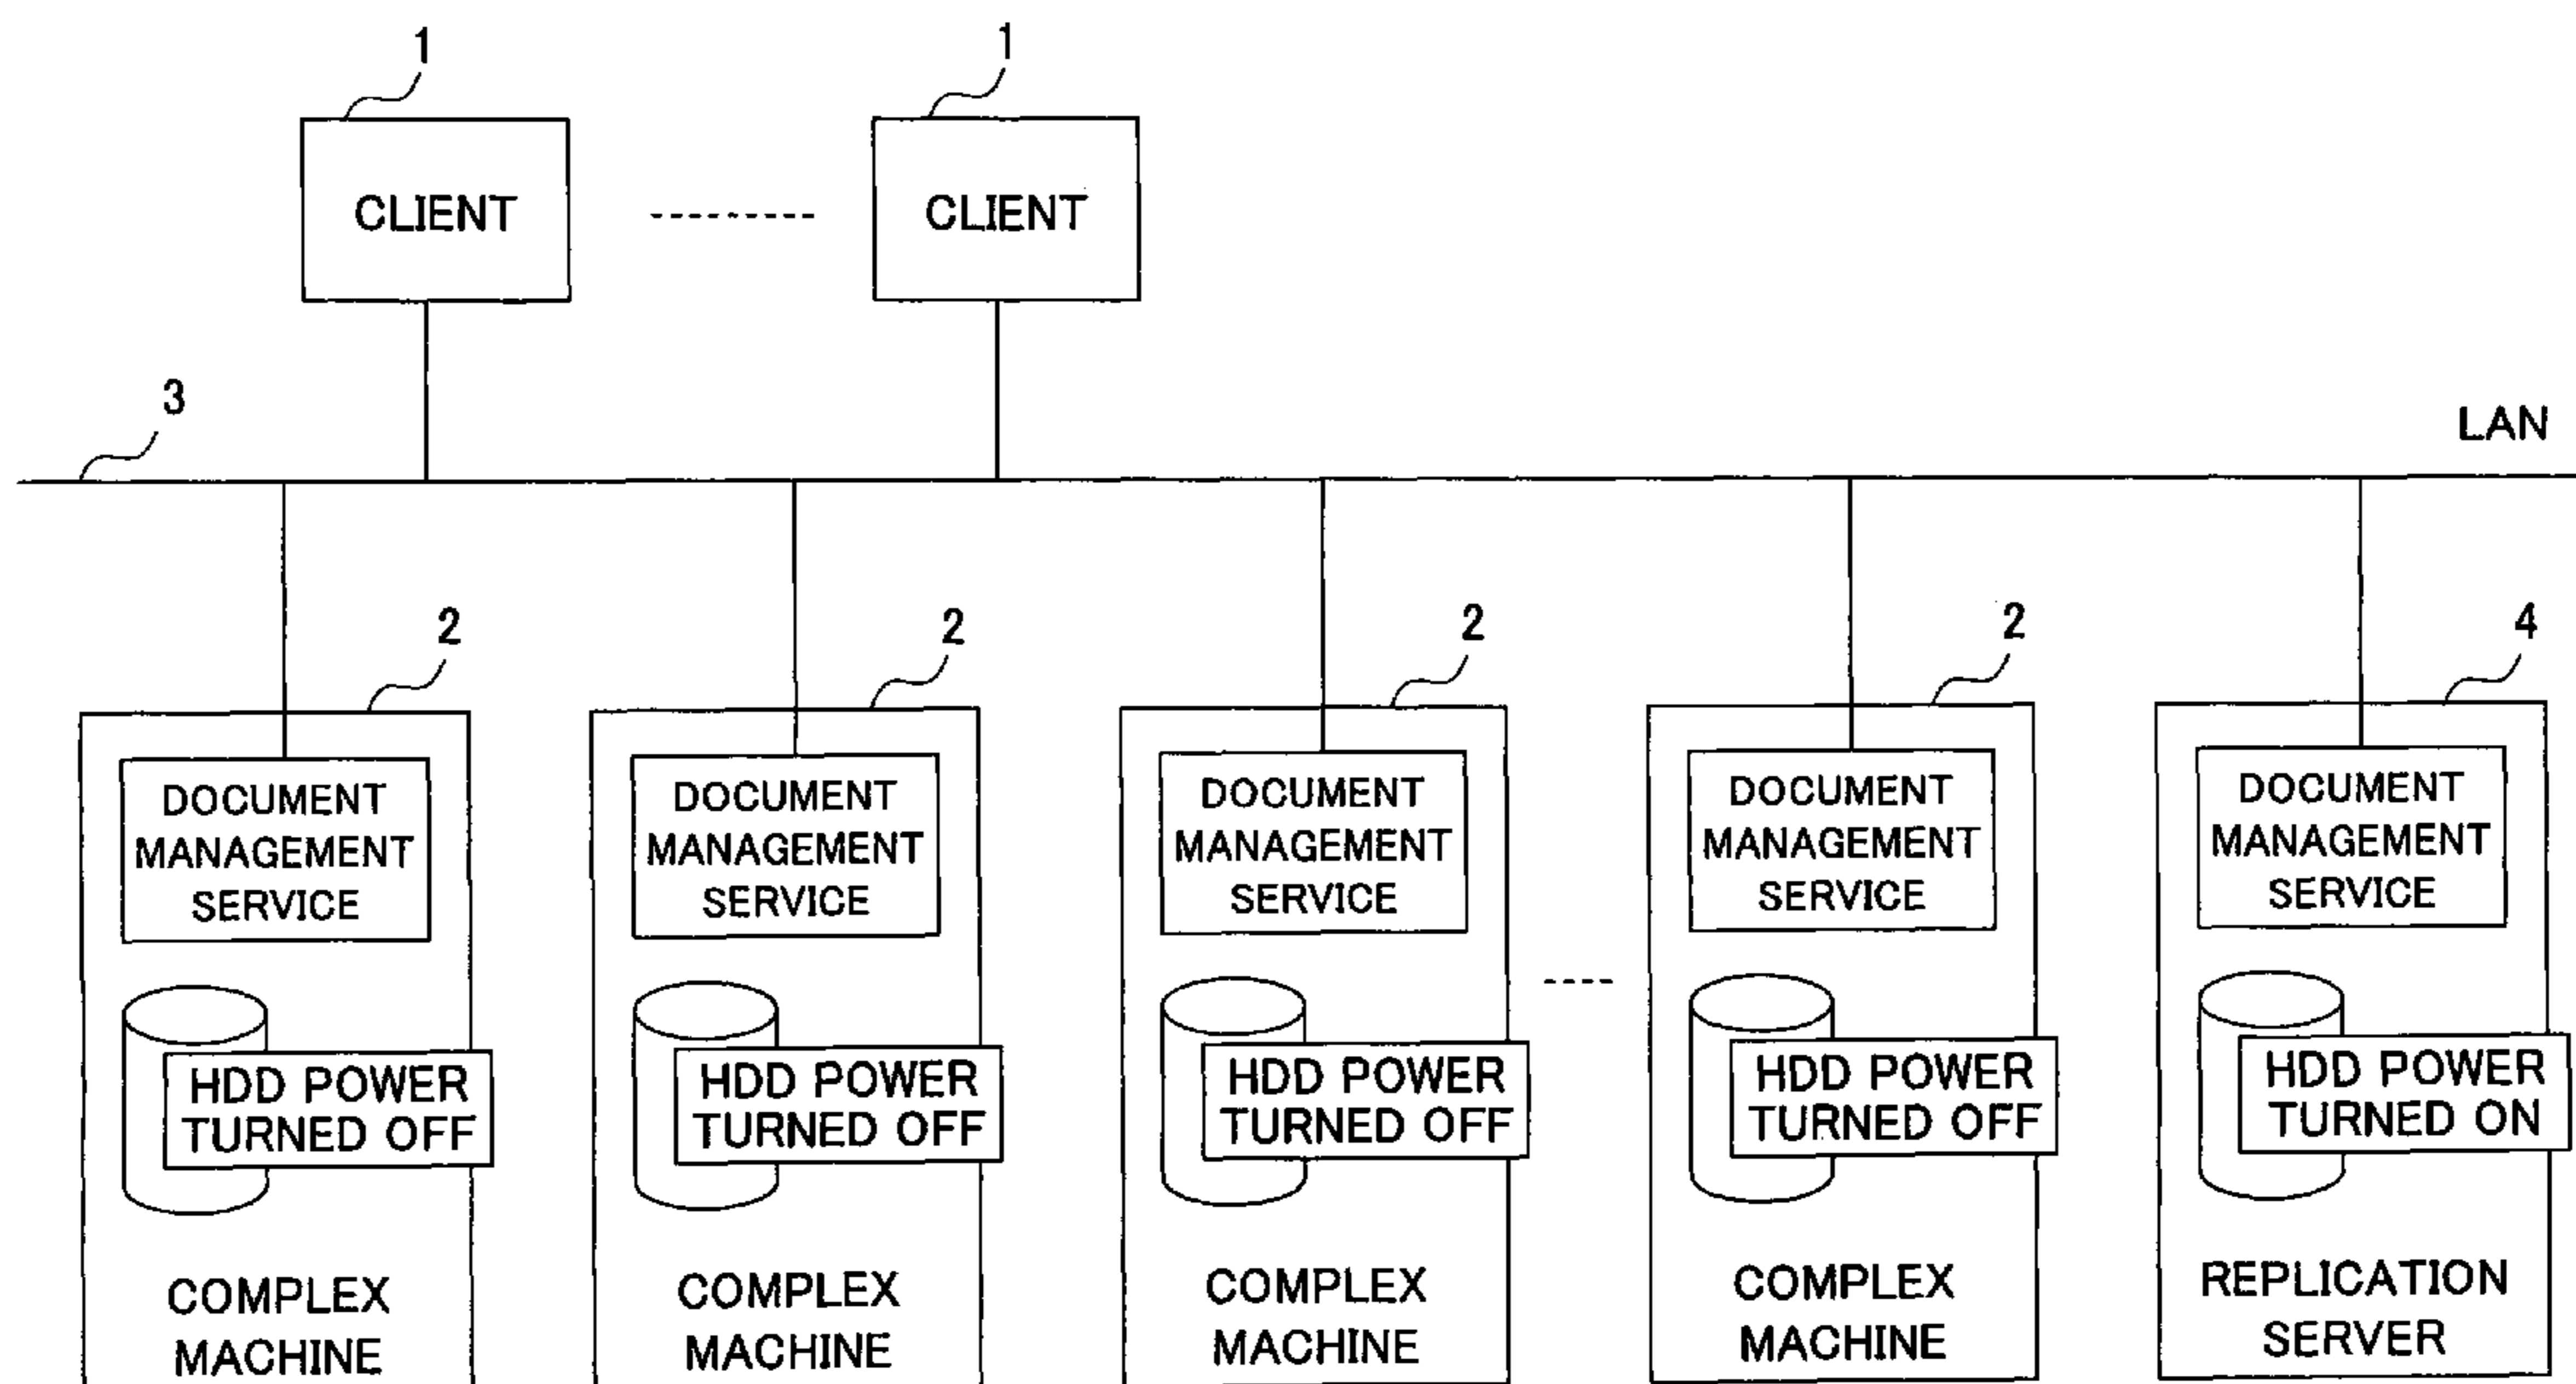 1
1
CLIENT
CLIENT
3
LAN
2
2
2
2
4
DOCUMENT
MANAGEMENT
SERVICE
DOCUMENT
MANAGEMENT
SERVICE
DOCUMENT
MANAGEMENT
SERVICE
DOCUMENT
MANAGEMENT
SERVICE
DOCUMENT
MANAGEMENT
SERVICE
HDD POWER
TURNED OFF
HDD POWER
TURNED OFF
HDD POWER
TURNED OFF
HDD POWER
TURNED OFF
HDD POWER
TURNED ON
COMPLEX
MACHINE
COMPLEX
MACHINE
COMPLEX
MACHINE
COMPLEX
MACHINE
REPLICATION
SERVER